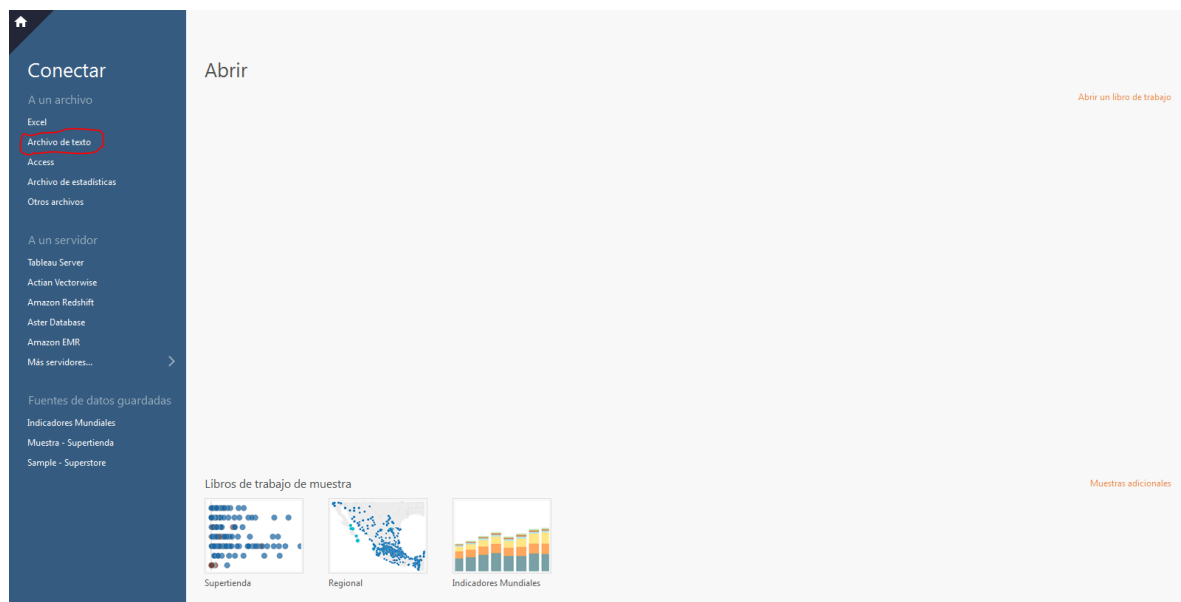 Conectar
A un archivo
Excel
Archivo de texto
Access
Archivo de estadísticas
Otros archivos
A un servidor
Tableau Server
Actian Vectorwise
Amazon Redshift
Aster Database
Amazon EMR
Más servidores...
Fuentes de datos guardadas
Indicadores Mundiales
Muestra - Supertienda
Sample - Superstore
Abrir
Abrir un libro de trabajo
Libros de trabajo de muestra
Muestras adicionales
Supertienda
Regional
Indicadores Mundiales